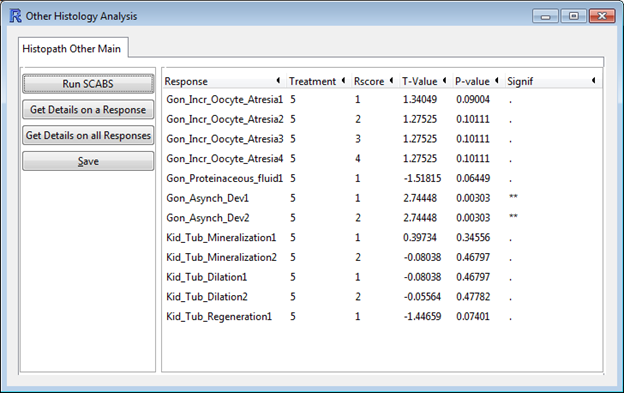 Other Histology Analysis
Histopath Other Main
Run SCABS
Get Details on a Response
Get Details on all Responses
Save
Response Treatment Rscore T-Value P-value Signif
Gon_Incr_Oocyte_Atresia1 5 1 1.34049 0.09004 .
Gon_Incr_Oocyte_Atresia2 5 2 1.27525 0.10111 .
Gon_Incr_Oocyte_Atresia3 5 3 1.27525 0.10111 .
Gon_Incr_Oocyte_Atresia4 5 4 1.27525 0.10111 .
Gon_Proteinaceous_fluid1 5 1 -1.51815 0.06449 .
Gon_Asynch_Dev1 5 1 2.74448 0.00303 **
Gon_Asynch_Dev2 5 2 2.74448 0.00303 **
Kid_Tub_Mineralization1 5 1 0.39734 0.34556 .
Kid_Tub_Mineralization2 5 2 -0.08038 0.46797 .
Kid_Tub_Dilation1 5 1 -0.08038 0.46797 .
Kid_Tub_Dilation2 5 2 -0.05564 0.47782 .
Kid_Tub_Regeneration1 5 1 -1.44659 0.07401 .